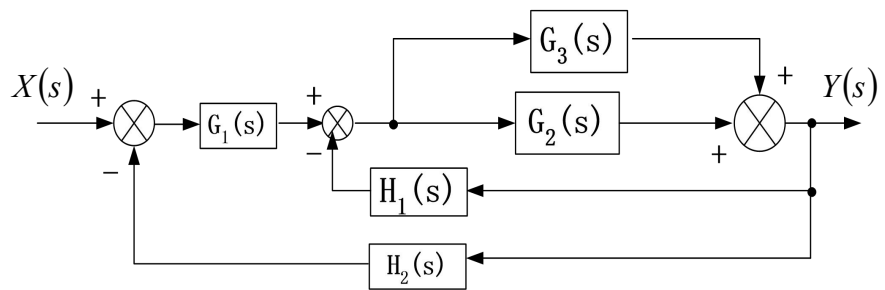 G₃(s)
X(s)
+
+
+
Y(s)
G₁(s)
G₂(s)
−
−
+
H₁(s)
H₂(s)